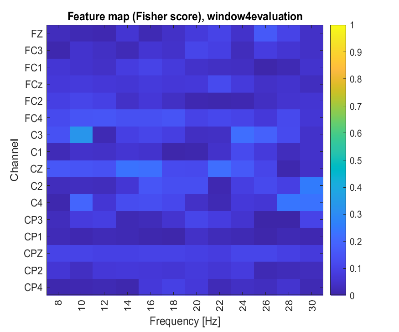 Feature map (Fisher score), window4evaluation
FZ
FC3
FC1
FCz
FC2
FC4
C3
C1
CZ
C2
C4
CP3
CP1
CPZ
CP2
CP4
Channel
8 10 12 14 16 18 20 22 24 26 28 30
Frequency [Hz]
1
0.9
0.8
0.7
0.6
0.5
0.4
0.3
0.2
0.1
0